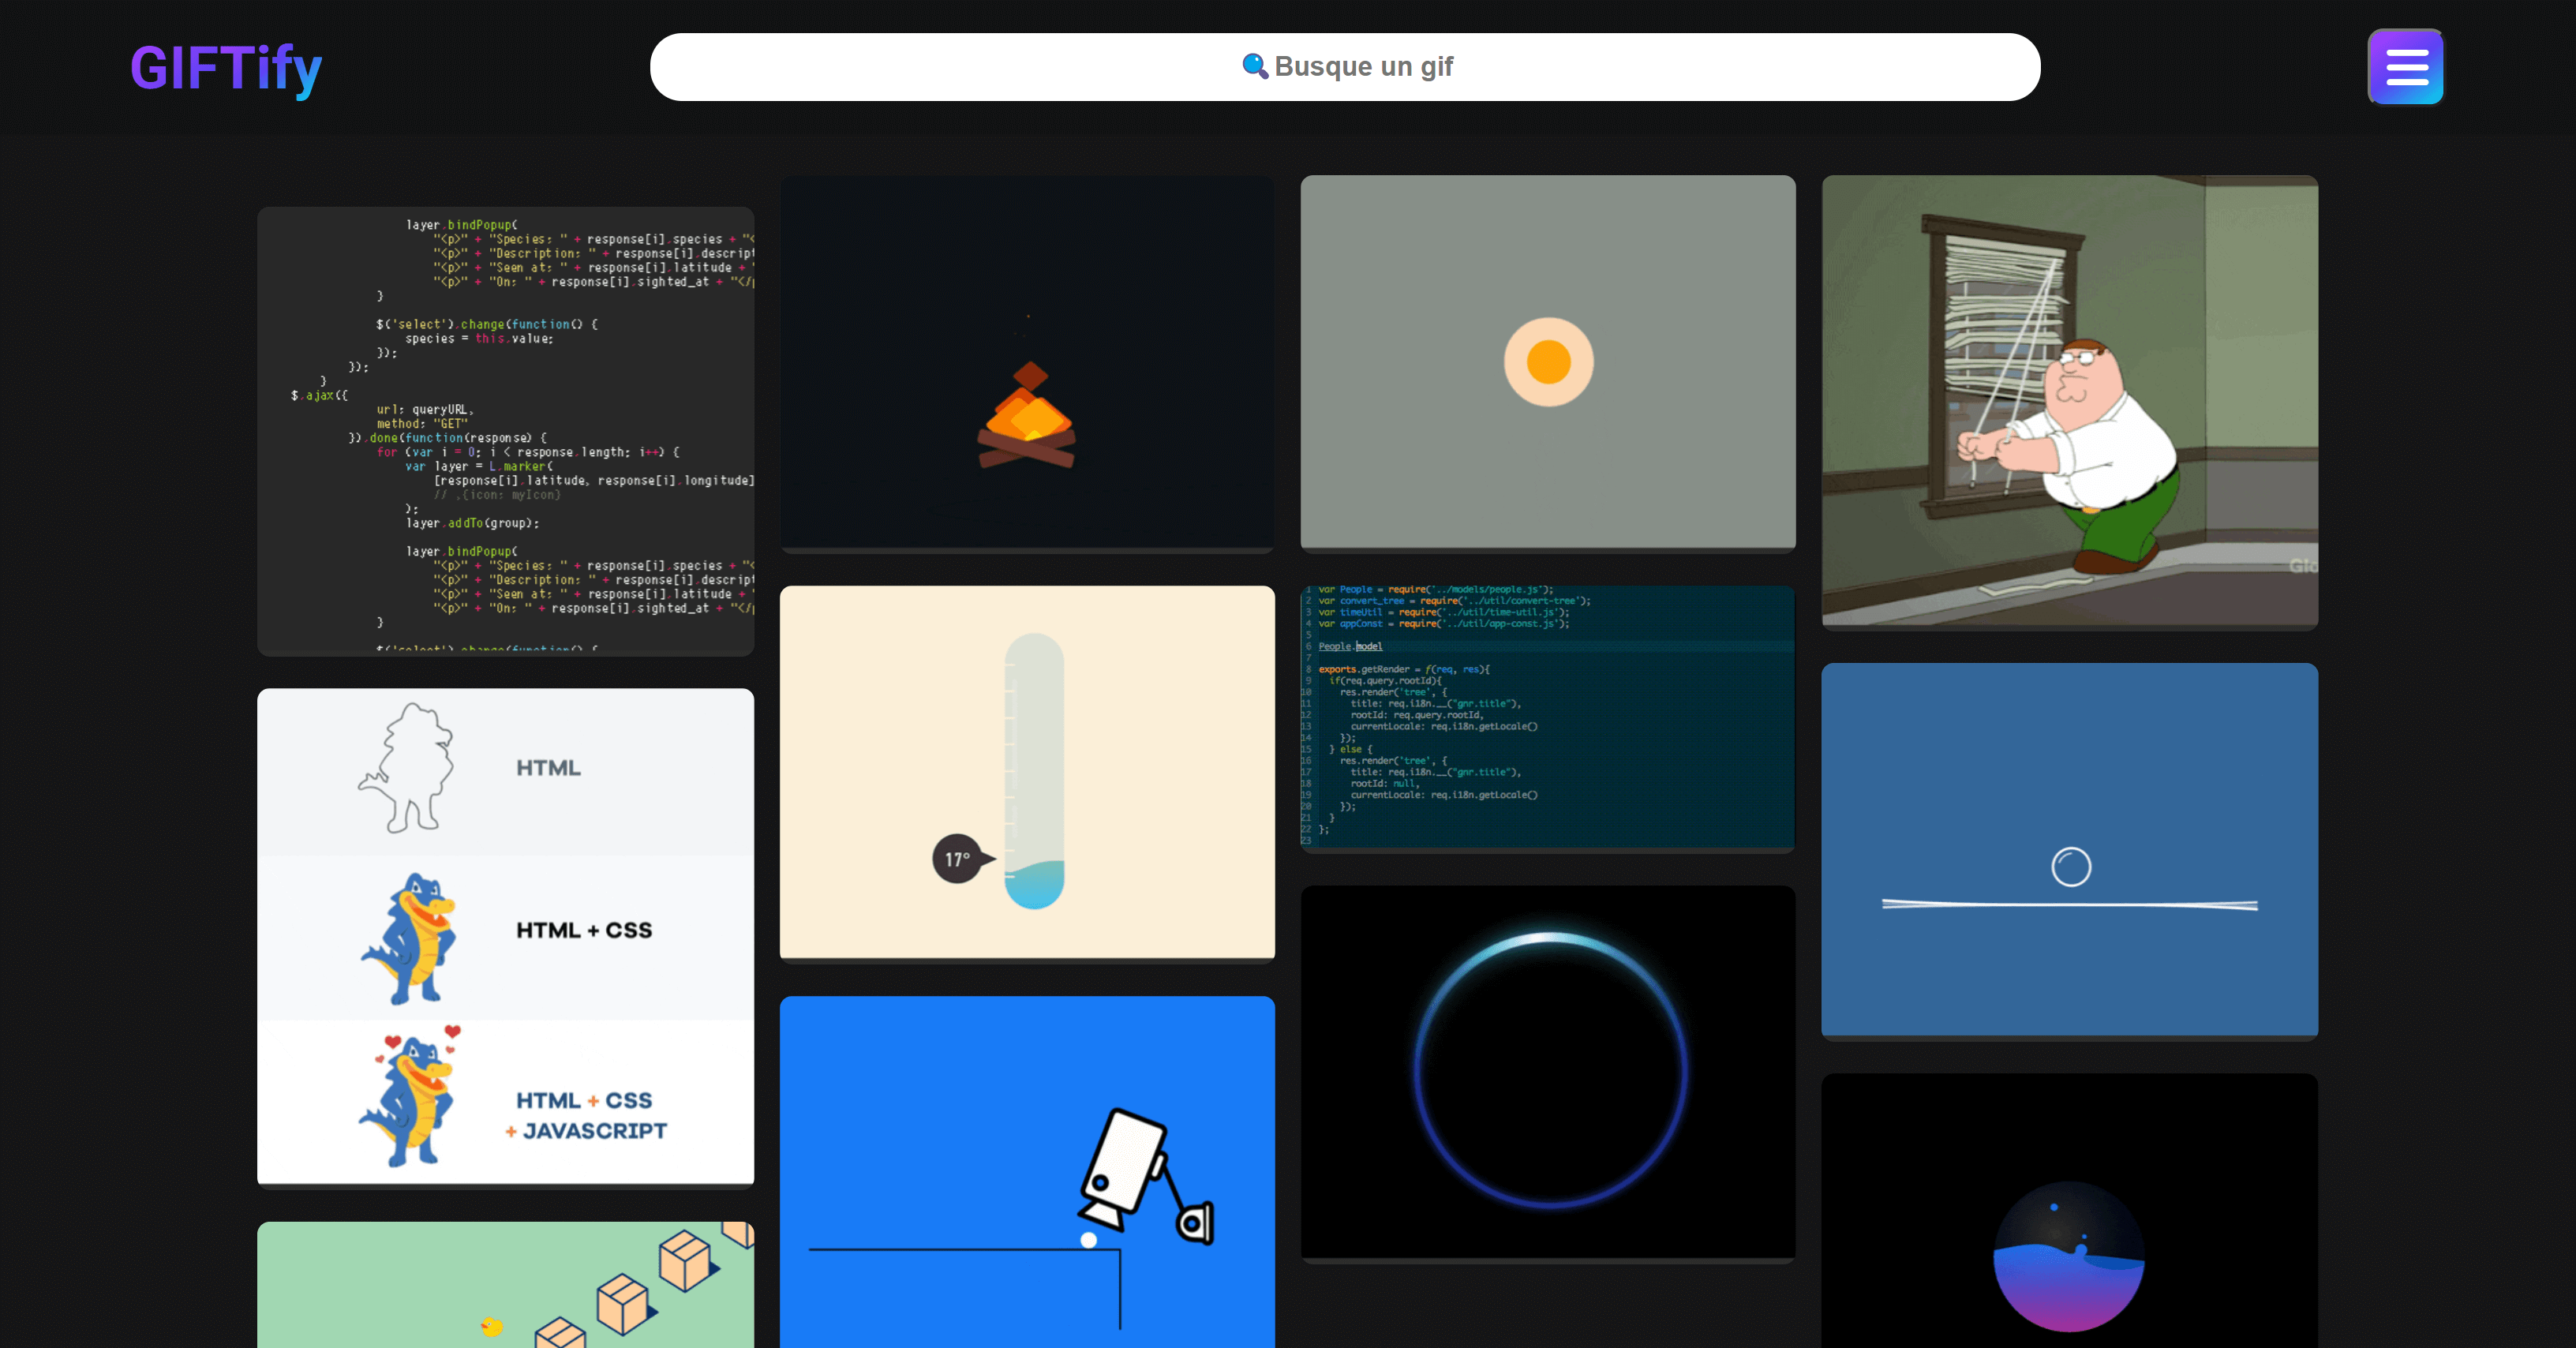 GIFTify
Busque un gif
layer.bindPopup(
"<p>" + "Species: " + response[i].species + "<
"<p>" + "Description: " + response[i].descript
"<p>" + "Seen at: " + response[i].latitude + "
"<p>" + "On: " + response[i].sighted_at + "</p
}
$('select').change(function() {
species = this.value;
});
});
}
$.ajax({
url: queryURL,
method: "GET"
}).done(function(response) {
for (var i = 0; i < response.length; i++) {
var layer = L.marker(
[response[i].latitude, response[i].longitude]
// ,{icon: myIcon}
);
layer.addTo(group);
layer.bindPopup(
"<p>" + "Species: " + response[i].species + "<
"<p>" + "Description: " + response[i].descript
"<p>" + "Seen at: " + response[i].latitude + "
"<p>" + "On: " + response[i].sighted_at + "</p
}
$('select').change(function() {
Glo
HTML
HTML + CSS
HTML + CSS
+ JAVASCRIPT
17°
1 var People = require('../models/people.js');
2 var convert_tree = require('../util/convert-tree');
3 var timeUtil = require('../util/time-util.js');
4 var appConst = require('../util/app-const.js');
5
6 People.model
7
8 exports.getRender = f(req, res){
9 if(req.query.rootId){
10 res.render('tree', {
11 title: req.i18n.__("gnr.title"),
12 rootId: req.query.rootId,
13 currentLocale: req.i18n.getLocale()
14 });
15 } else {
16 res.render('tree', {
17 title: req.i18n.__("gnr.title"),
18 rootId: null,
19 currentLocale: req.i18n.getLocale()
20 });
21 }
22 };
23